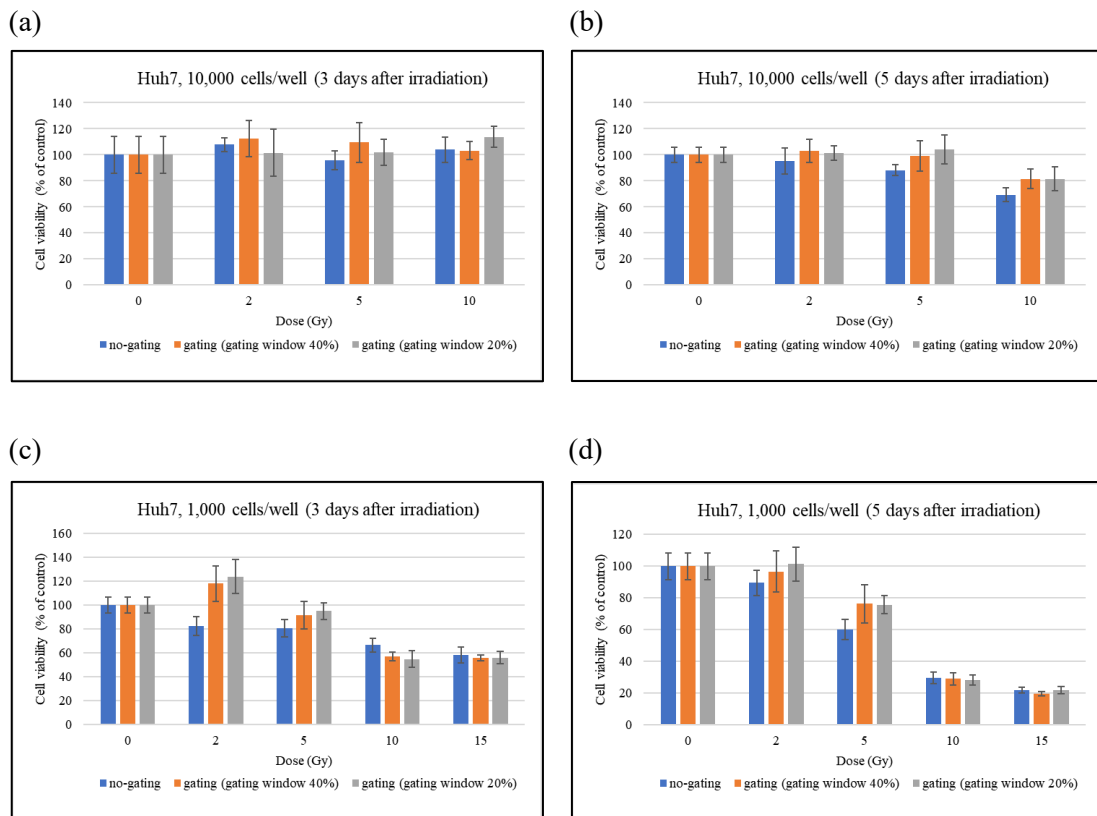 (a)
Huh7, 10,000 cells/well (3 days after irradiation)
Cell viability (% of control)
140
120
100
80
60
40
20
0
0 2 5 10
Dose (Gy)
no-gating gating (gating window 40%) gating (gating window 20%)
(b)
Huh7, 10,000 cells/well (5 days after irradiation)
Cell viability (% of control)
140
120
100
80
60
40
20
0
0 2 5 10
Dose (Gy)
no-gating gating (gating window 40%) gating (gating window 20%)
(c)
Huh7, 1,000 cells/well (3 days after irradiation)
Cell viability (% of control)
160
140
120
100
80
60
40
20
0
0 2 5 10 15
Dose (Gy)
no-gating gating (gating window 40%) gating (gating window 20%)
(d)
Huh7, 1,000 cells/well (5 days after irradiation)
Cell viability (% of control)
120
100
80
60
40
20
0
0 2 5 10 15
Dose (Gy)
no-gating gating (gating window 40%) gating (gating window 20%)